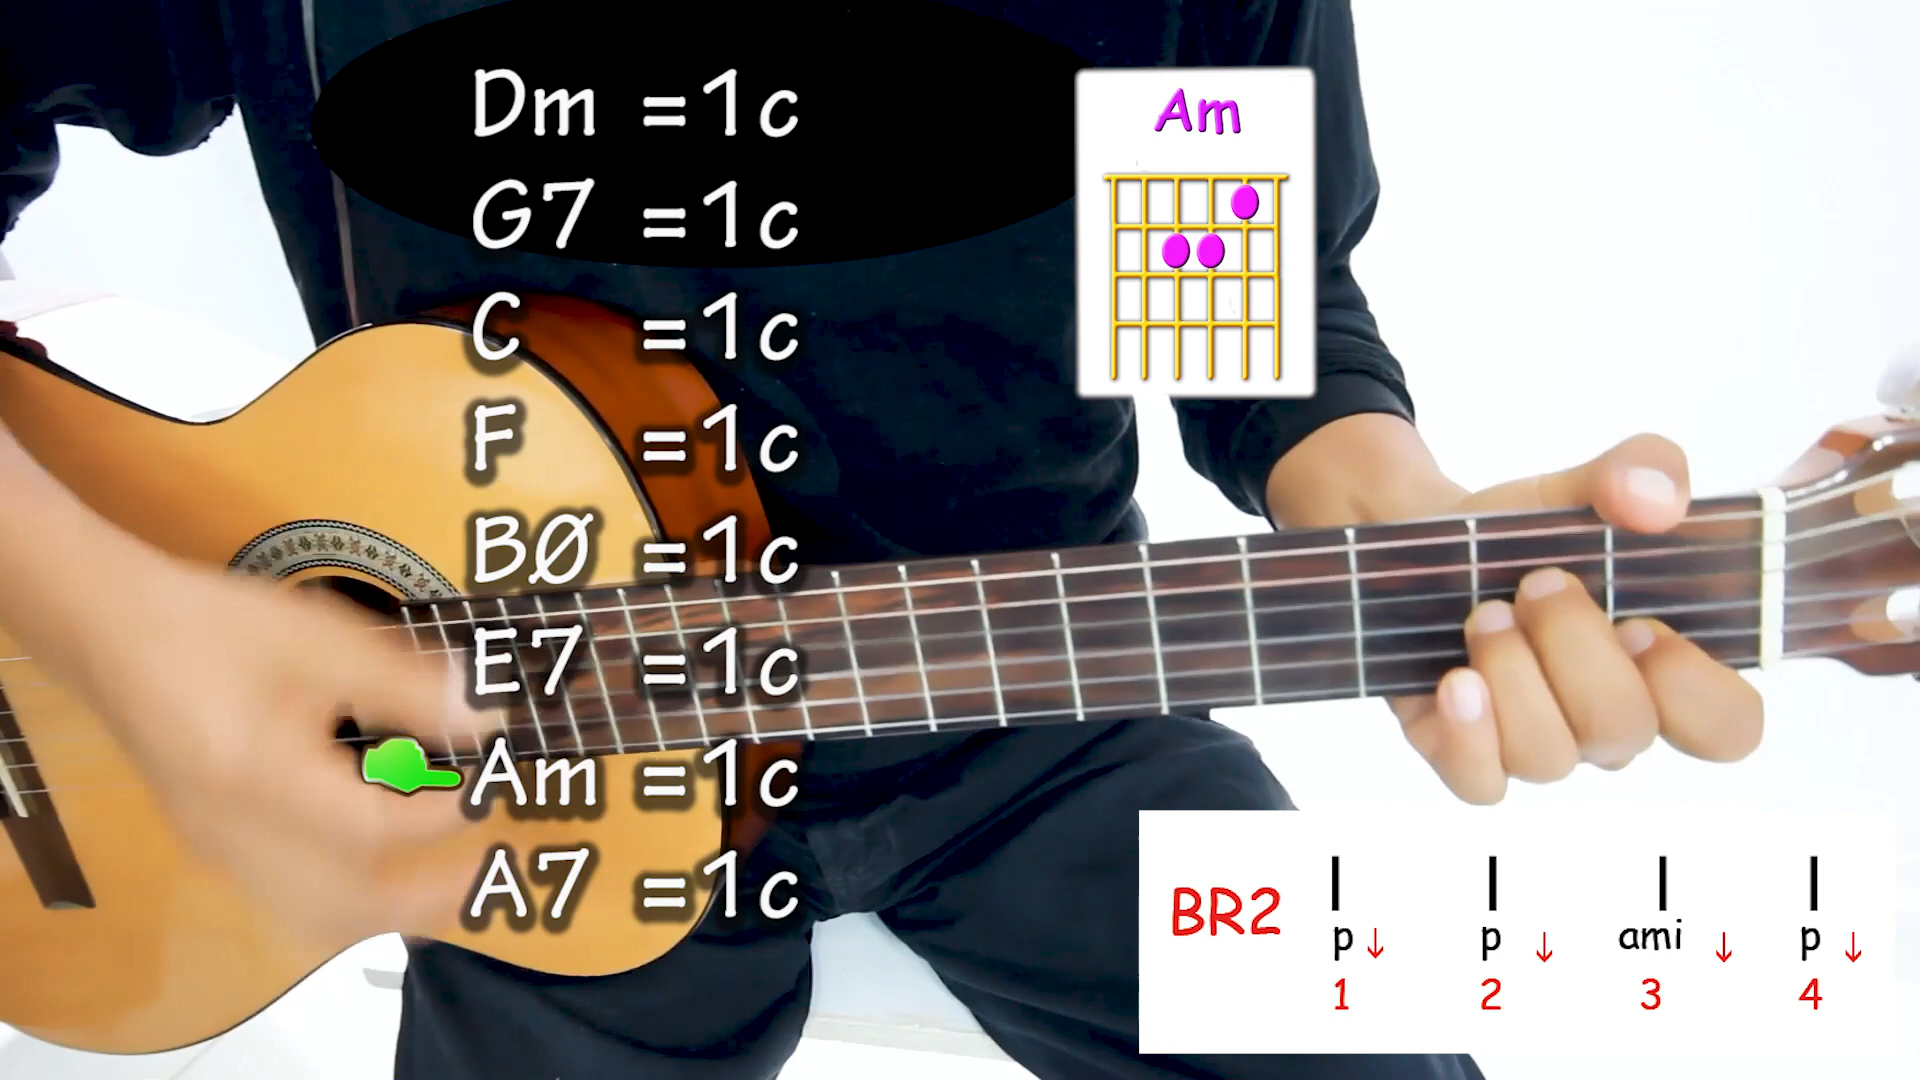 Dm = 1c
G7 = 1c
C = 1c
F = 1c
BØ = 1c
E7 = 1c
Am = 1c
A7 = 1c
Am
BR2
p ↓ p ↓ ami ↓ p ↓
1 2 3 4